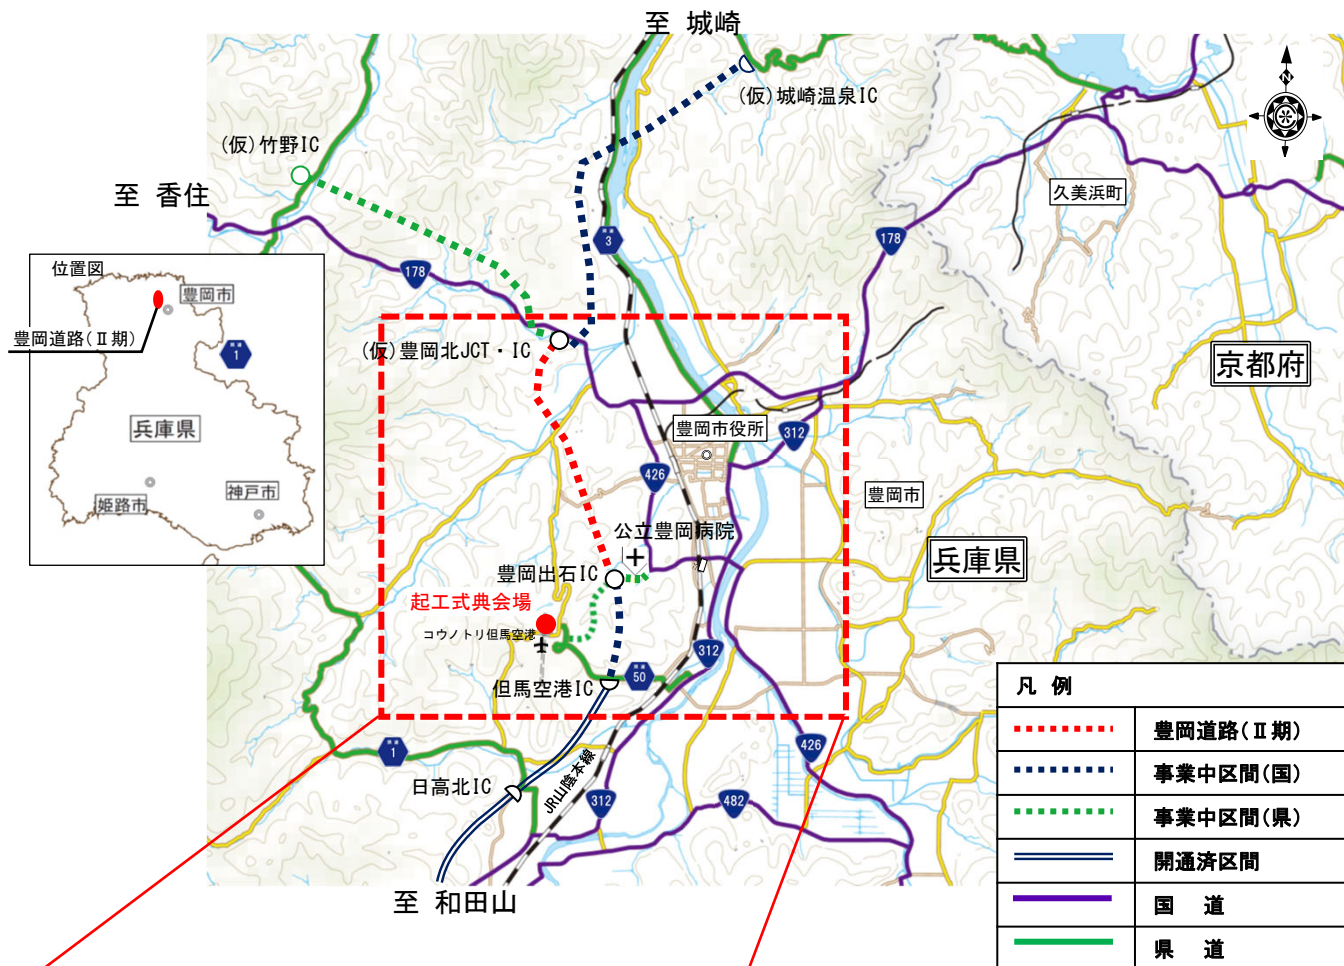 至 城崎
(仮)城崎温泉IC
N
(仮)竹野IC
至 香住
久美浜町
3
178
178
位置図
豊岡市
豊岡道路(Ⅱ期)
1
兵庫県
姫路市
神戸市
(仮)豊岡北JCT・IC
京都府
豊岡市役所
312
426
豊岡市
公立豊岡病院
兵庫県
豊岡出石IC
起工式典会場
コウノトリ但馬空港
312
50
但馬空港IC
1
426
JR山陰本線
日高北IC
312
482
至 和田山
凡 例
豊岡道路(Ⅱ期)
事業中区間(国)
事業中区間(県)
開通済区間
国 道
県 道